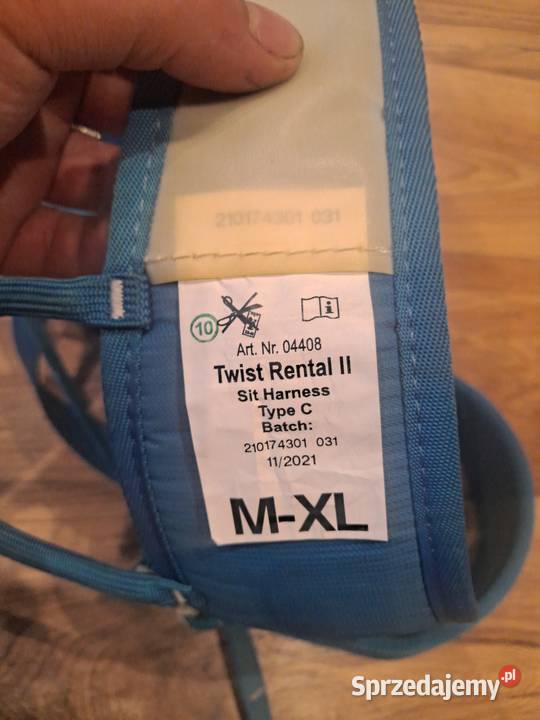 210174301 031
10
i
Art. Nr. 04408
Twist Rental II
Sit Harness
Type C
Batch:
210174301 031
11/2021
M-XL
Sprzedajemy.pl